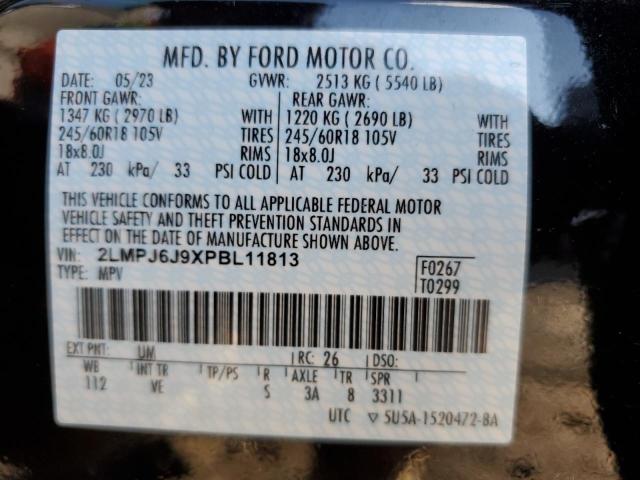 MFD. BY FORD MOTOR CO.
DATE: 05/23 GVWR: 2513 KG ( 5540 LB)
FRONT GAWR: REAR GAWR:
1347 KG ( 2970 LB) WITH 1220 KG ( 2690 LB) WITH
245/60R18 105V TIRES 245/60R18 105V TIRES
18x8.0J RIMS 18x8.0J RIMS
AT 230 kPa/ 33 PSI COLD AT 230 kPa/ 33 PSI COLD
THIS VEHICLE CONFORMS TO ALL APPLICABLE FEDERAL MOTOR
VEHICLE SAFETY AND THEFT PREVENTION STANDARDS IN
EFFECT ON THE DATE OF MANUFACTURE SHOWN ABOVE.
VIN: 2LMPJ6J9XPBL11813 F0267
TYPE: MPV T0299
EXT PNT: UM RC: 26 DSO:
WB INT TR TP/PS R AXLE TR SPR
112 VE S 3A 8 3311
UTC ▽ 5U5A-1520472-BA